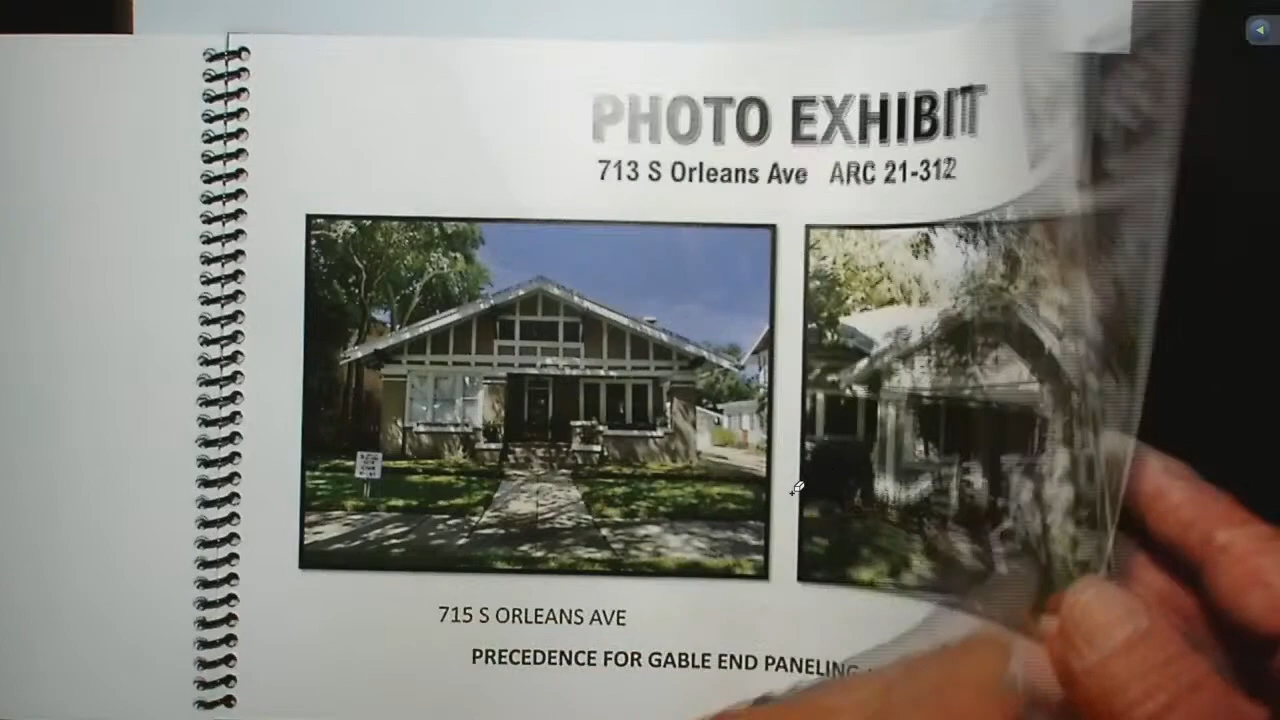 PHOTO EXHIBIT
713 S Orleans Ave ARC 21-312
715 S ORLEANS AVE
PRECEDENCE FOR GABLE END PANELING